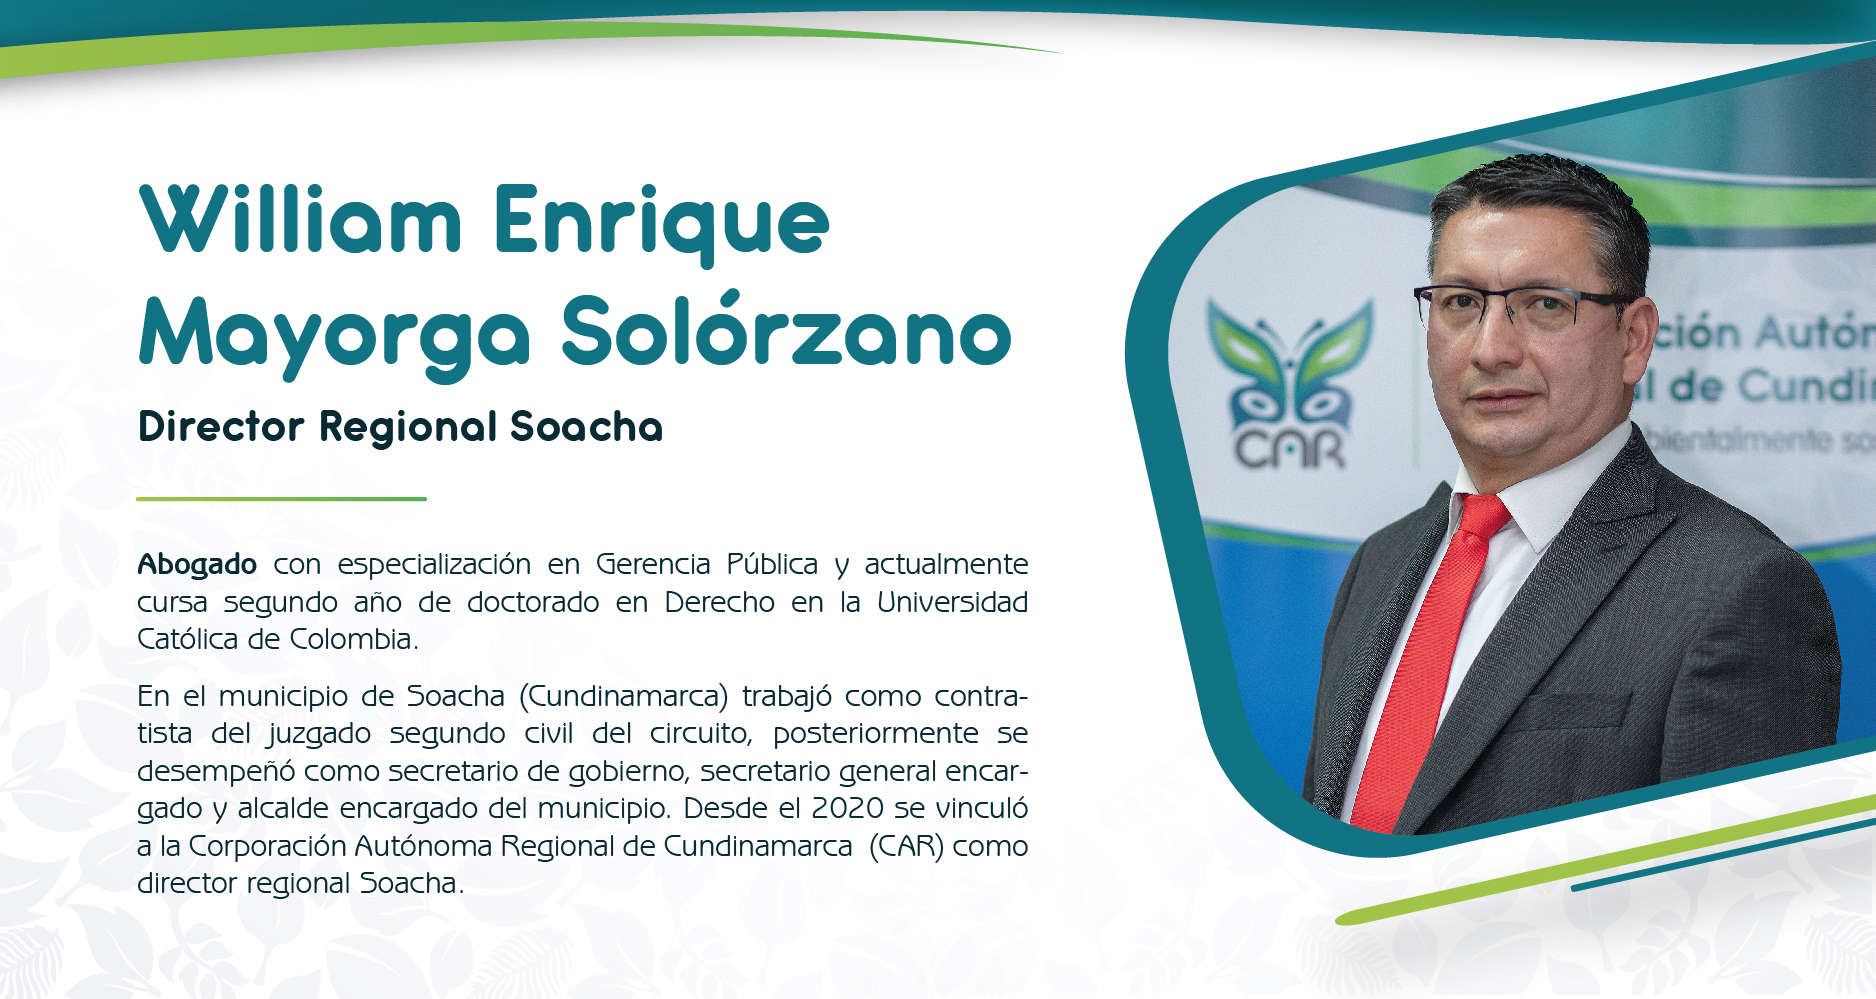 William Enrique
Mayorga Solórzano
Director Regional Soacha
Abogado con especialización en Gerencia Pública y actualmente
cursa segundo año de doctorado en Derecho en la Universidad
Católica de Colombia.
En el municipio de Soacha (Cundinamarca) trabajó como contra-
tista del juzgado segundo civil del circuito, posteriormente se
desempeñó como secretario de gobierno, secretario general encar-
gado y alcalde encargado del municipio. Desde el 2020 se vinculó
a la Corporación Autónoma Regional de Cundinamarca (CAR) como
director regional Soacha.
CAR
ción Autón
al de Cundin
bientalmente so